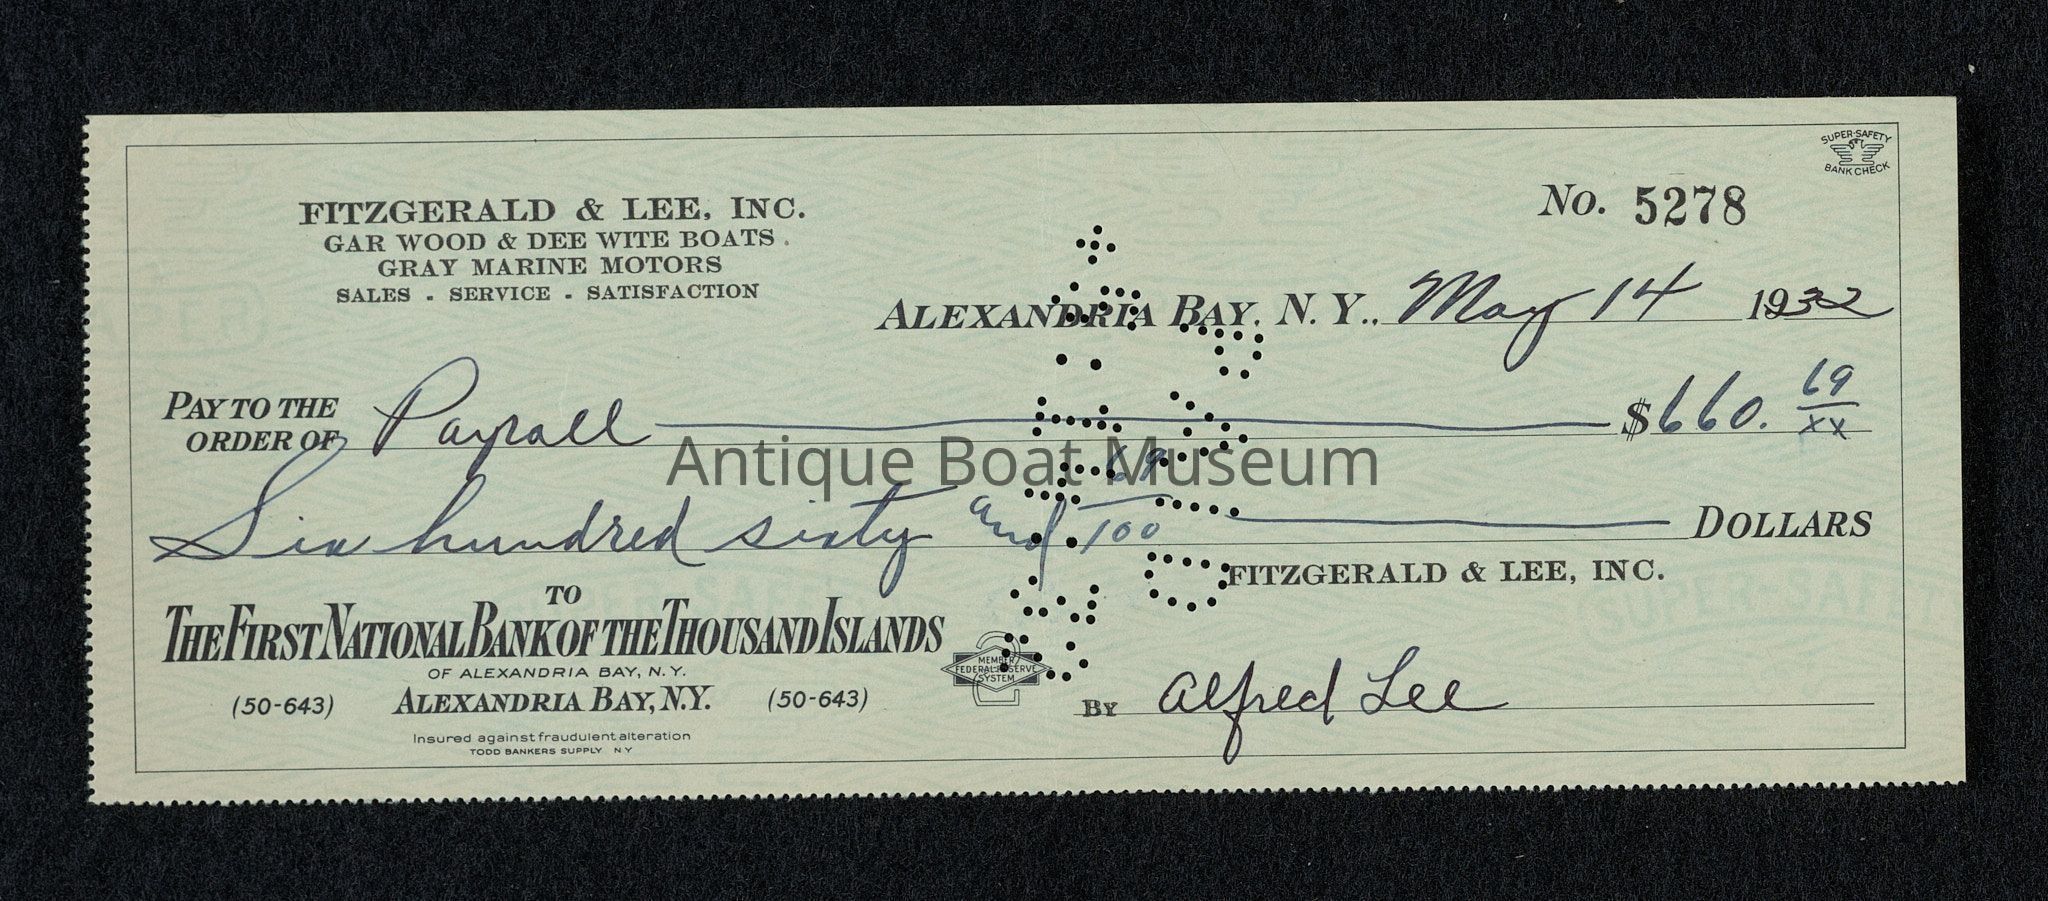 SUPER-SAFETY
BANK CHECK
No. 5278
FITZGERALD & LEE, INC.
GAR WOOD & DEE WITE BOATS.
GRAY MARINE MOTORS
SALES - SERVICE - SATISFACTION
ALEXANDRIA BAY, N. Y., May 14 1932
PAY TO THE
ORDER OF Payroll $660. 69/xx
Antique Boat Museum
Six hundred sixty and 69/100 DOLLARS
FITZGERALD & LEE, INC.
TO
THE FIRST NATIONAL BANK OF THE THOUSAND ISLANDS
OF ALEXANDRIA BAY, N.Y.
MEMBER
FEDERAL RESERVE
SYSTEM
(50-643) ALEXANDRIA BAY, N.Y. (50-643)
BY Alfred Lee
Insured against fraudulent alteration
TODD BANKERS SUPPLY NY